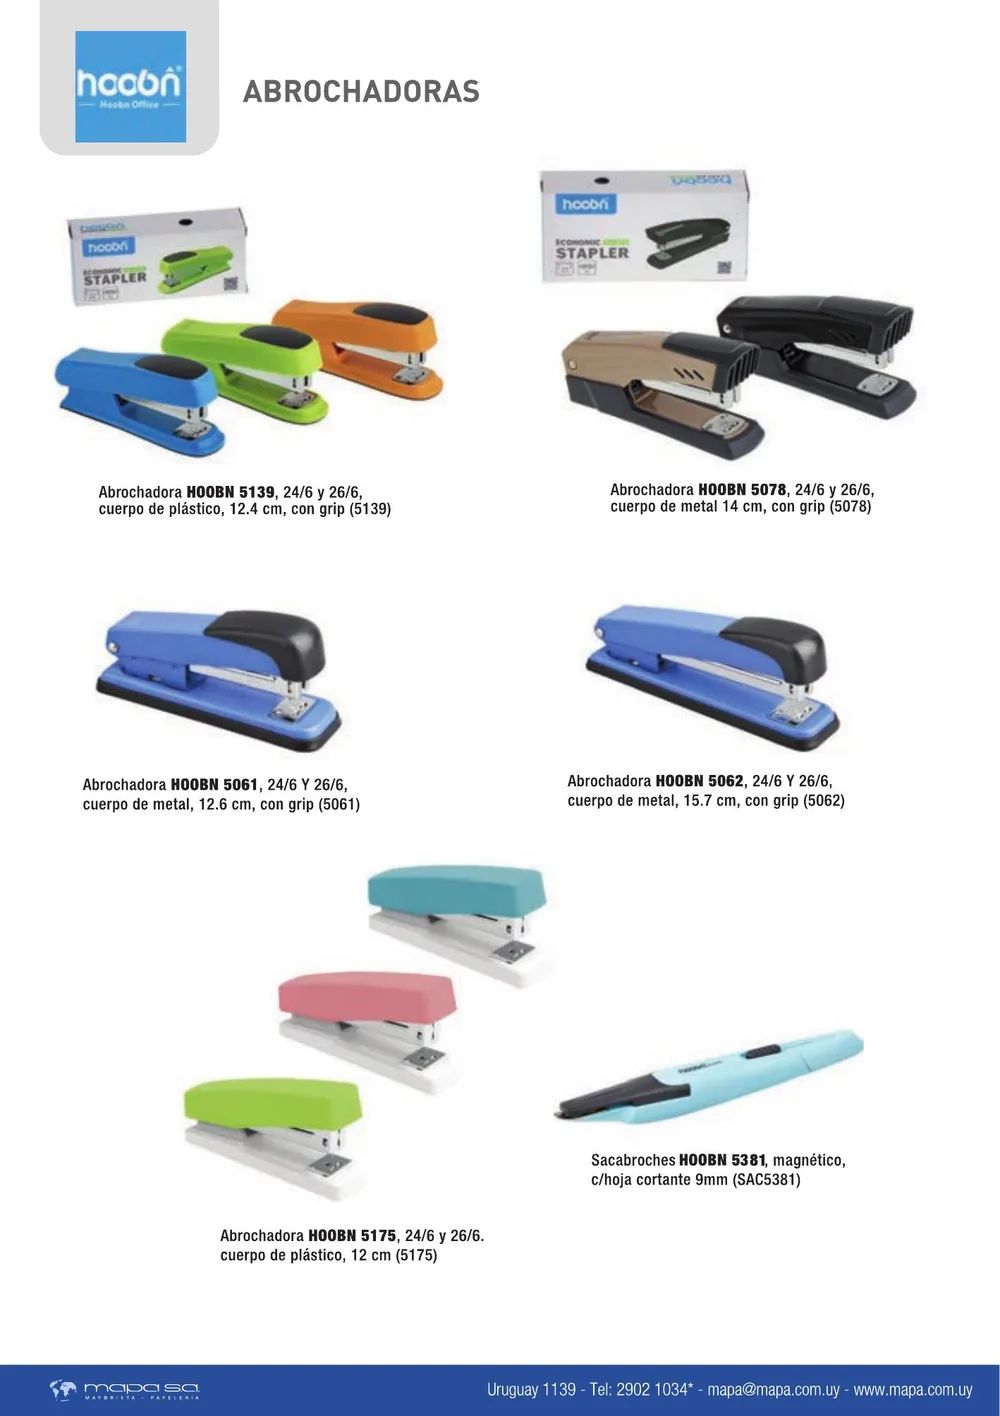 hoobn
Hoobn Office
ABROCHADORAS
hoobn
hoobn
ECONOMIC
STAPLER
hoobn
hoobn
ECONOMIC
STAPLER
Abrochadora HOOBN 5139, 24/6 y 26/6,
cuerpo de plástico, 12.4 cm, con grip (5139)
Abrochadora HOOBN 5078, 24/6 y 26/6,
cuerpo de metal 14 cm, con grip (5078)
Abrochadora HOOBN 5061, 24/6 Y 26/6,
cuerpo de metal, 12.6 cm, con grip (5061)
Abrochadora HOOBN 5062, 24/6 Y 26/6,
cuerpo de metal, 15.7 cm, con grip (5062)
Sacabroches HOOBN 5381, magnético,
c/hoja cortante 9mm (SAC5381)
Abrochadora HOOBN 5175, 24/6 y 26/6.
cuerpo de plástico, 12 cm (5175)
mapa s.a.
MAYORISTA - PAPELERIA
Uruguay 1139 - Tel: 2902 1034* - mapa@mapa.com.uy - www.mapa.com.uy